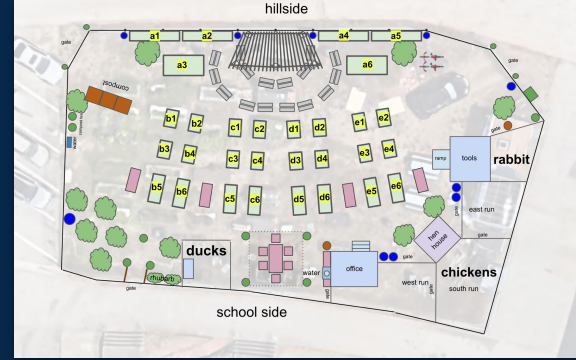 hillside
a1
a2
a4
a5
a3
a6
gate
gate
compost
b1
b2
c1
c2
d1
d2
e1
e2
gate
water
b3
b4
c3
c4
d3
d4
e3
e4
ramp
tools
rabbit
b5
b6
c5
c6
d5
d6
e5
e6
gate
east run
gate
hen
house
ducks
rhubarb
gate
water
office
gate
gate
west run
gate
chickens
south run
school side